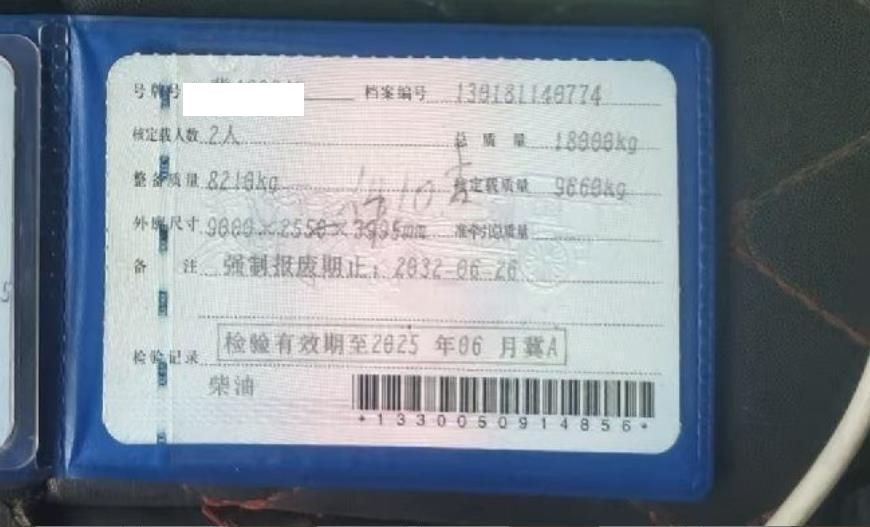 号牌号 档案编号 130181140774
核定载人数 2人 总质量 18000kg
整备质量 8210kg 核定载质量 9860kg
外廓尺寸 9000×2550×3995mm 准牵引总质量
备注 强制报废期止：2032-06-26
检验记录 检验有效期至2025年06月冀A
柴油
*1330050914856*